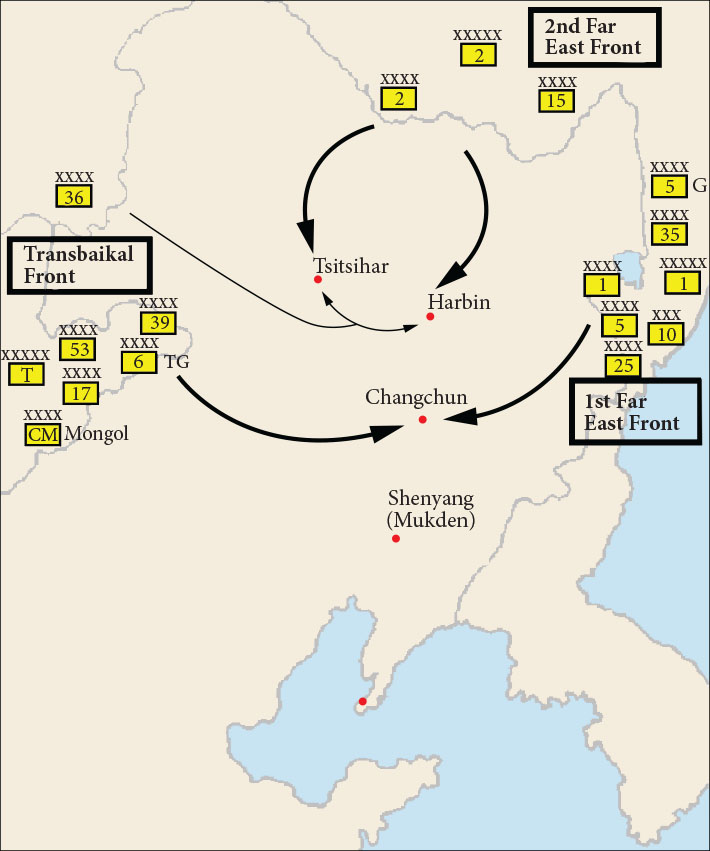 2nd Far
East Front
XXXXX
2
XXXX
2
XXXX
15
XXXX
36
XXXX
5 G
XXXX
35
Transbaikal
Front
XXXXX
1
XXXX
1
Tsitsihar
Harbin
XXXX
39
XXXX
5
XXX
10
XXXX
53
XXXX
6 TG
XXXXX
T
XXXX
17
XXXX
25
XXXX
CM Mongol
Changchun
1st Far
East Front
Shenyang
(Mukden)